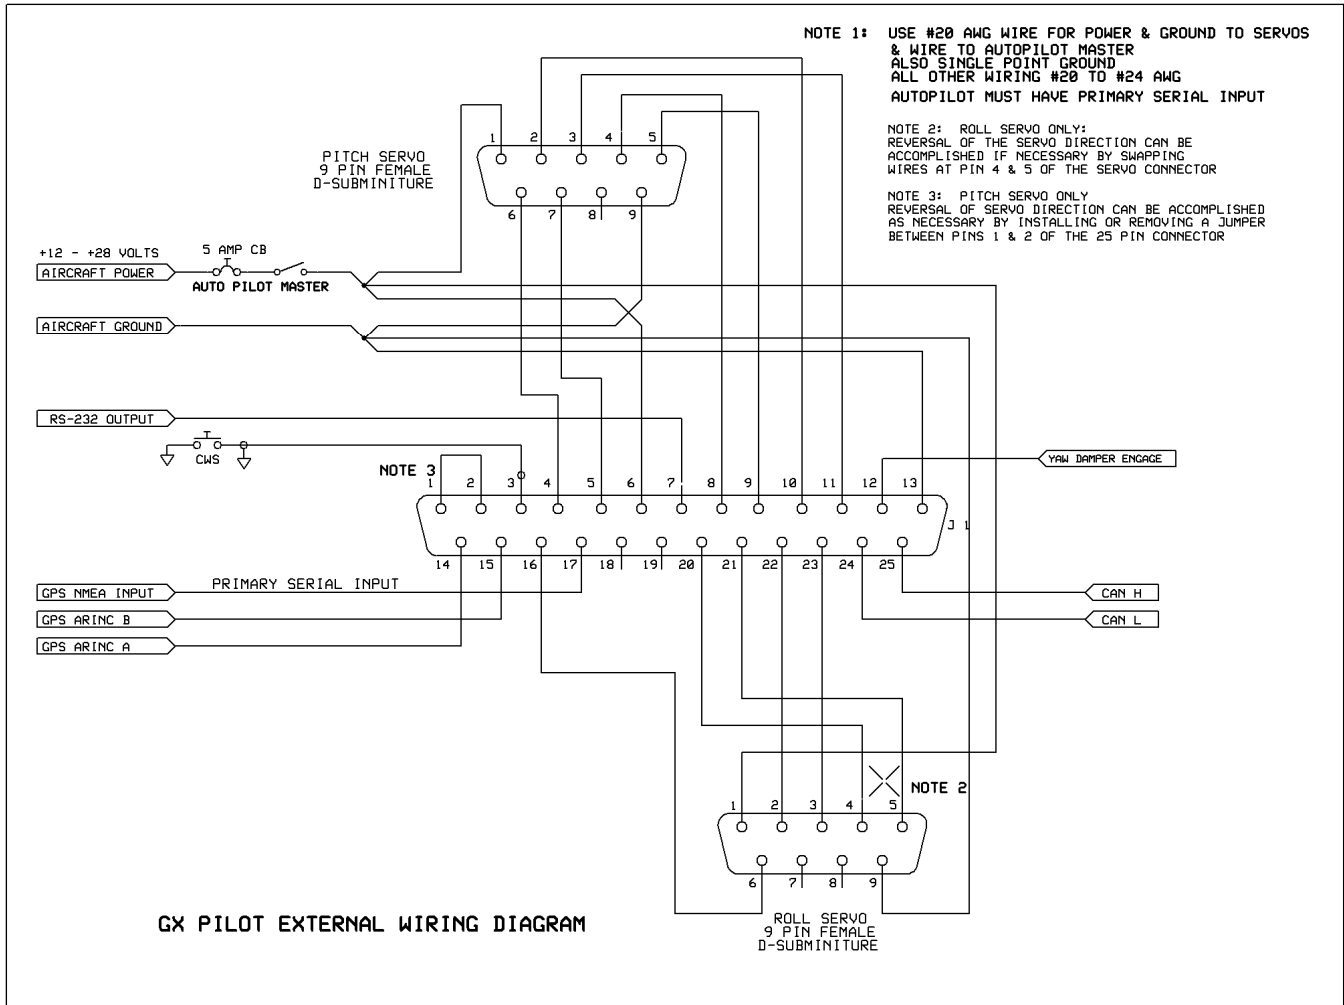 NOTE 1: USE #20 AWG WIRE FOR POWER & GROUND TO SERVOS
& WIRE TO AUTOPILOT MASTER
ALSO SINGLE POINT GROUND
ALL OTHER WIRING #20 TO #24 AWG
AUTOPILOT MUST HAVE PRIMARY SERIAL INPUT
NOTE 2: ROLL SERVO ONLY:
REVERSAL OF THE SERVO DIRECTION CAN BE
ACCOMPLISHED IF NECESSARY BY SWAPPING
WIRES AT PIN 4 & 5 OF THE SERVO CONNECTOR
NOTE 3: PITCH SERVO ONLY
REVERSAL OF SERVO DIRECTION CAN BE ACCOMPLISHED
AS NECESSARY BY INSTALLING OR REMOVING A JUMPER
BETWEEN PINS 1 & 2 OF THE 25 PIN CONNECTOR
PITCH SERVO
9 PIN FEMALE
D-SUBMINITURE
1 2 3 4 5
6 7 8 9
+12 - +28 VOLTS
5 AMP CB
AIRCRAFT POWER
AUTO PILOT MASTER
AIRCRAFT GROUND
RS-232 OUTPUT
CWS
YAW DAMPER ENGAGE
NOTE 3
1 2 3 4 5 6 7 8 9 10 11 12 13
J 1
14 15 16 17 18 19 20 21 22 23 24 25
PRIMARY SERIAL INPUT
GPS NMEA INPUT
GPS ARINC B
GPS ARINC A
CAN H
CAN L
NOTE 2
1 2 3 4 5
6 7 8 9
ROLL SERVO
9 PIN FEMALE
D-SUBMINITURE
GX PILOT EXTERNAL WIRING DIAGRAM